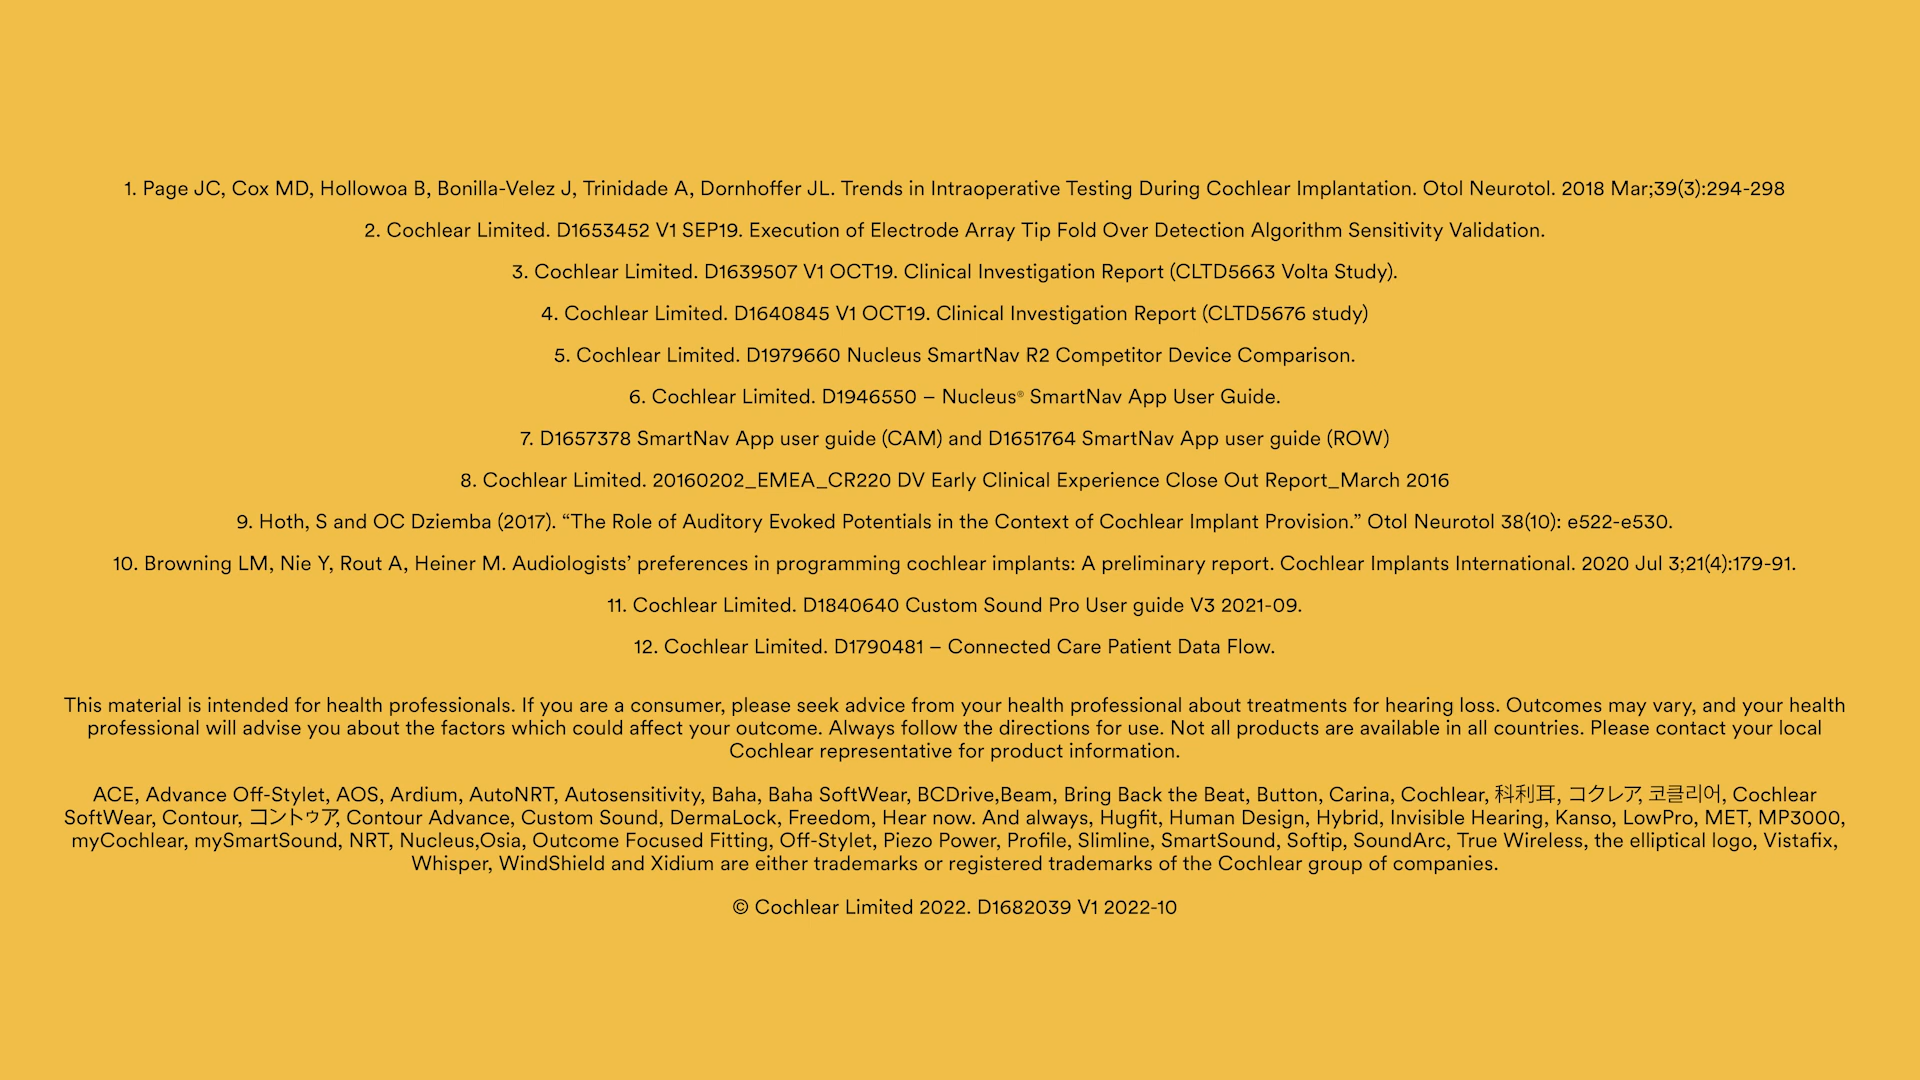 1. Page JC, Cox MD, Hollowoa B, Bonilla-Velez J, Trinidade A, Dornhoffer JL. Trends in Intraoperative Testing During Cochlear Implantation. Otol Neurotol. 2018 Mar;39(3):294-298
2. Cochlear Limited. D1653452 V1 SEP19. Execution of Electrode Array Tip Fold Over Detection Algorithm Sensitivity Validation.
3. Cochlear Limited. D1639507 V1 OCT19. Clinical Investigation Report (CLTD5663 Volta Study).
4. Cochlear Limited. D1640845 V1 OCT19. Clinical Investigation Report (CLTD5676 study)
5. Cochlear Limited. D1979660 Nucleus SmartNav R2 Competitor Device Comparison.
6. Cochlear Limited. D1946550 – Nucleus® SmartNav App User Guide.
7. D1657378 SmartNav App user guide (CAM) and D1651764 SmartNav App user guide (ROW)
8. Cochlear Limited. 20160202_EMEA_CR220 DV Early Clinical Experience Close Out Report_March 2016
9. Hoth, S and OC Dziemba (2017). “The Role of Auditory Evoked Potentials in the Context of Cochlear Implant Provision.” Otol Neurotol 38(10): e522-e530.
10. Browning LM, Nie Y, Rout A, Heiner M. Audiologists’ preferences in programming cochlear implants: A preliminary report. Cochlear Implants International. 2020 Jul 3;21(4):179-91.
11. Cochlear Limited. D1840640 Custom Sound Pro User guide V3 2021-09.
12. Cochlear Limited. D1790481 – Connected Care Patient Data Flow.
This material is intended for health professionals. If you are a consumer, please seek advice from your health professional about treatments for hearing loss. Outcomes may vary, and your health
professional will advise you about the factors which could affect your outcome. Always follow the directions for use. Not all products are available in all countries. Please contact your local
Cochlear representative for product information.
ACE, Advance Off-Stylet, AOS, Ardium, AutoNRT, Autosensitivity, Baha, Baha SoftWear, BCDrive,Beam, Bring Back the Beat, Button, Carina, Cochlear, 科利耳, コクレア, 코클리어, Cochlear
SoftWear, Contour, コントゥア, Contour Advance, Custom Sound, DermaLock, Freedom, Hear now. And always, Hugfit, Human Design, Hybrid, Invisible Hearing, Kanso, LowPro, MET, MP3000,
myCochlear, mySmartSound, NRT, Nucleus,Osia, Outcome Focused Fitting, Off-Stylet, Piezo Power, Profile, Slimline, SmartSound, Softip, SoundArc, True Wireless, the elliptical logo, Vistafix,
Whisper, WindShield and Xidium are either trademarks or registered trademarks of the Cochlear group of companies.
© Cochlear Limited 2022. D1682039 V1 2022-10